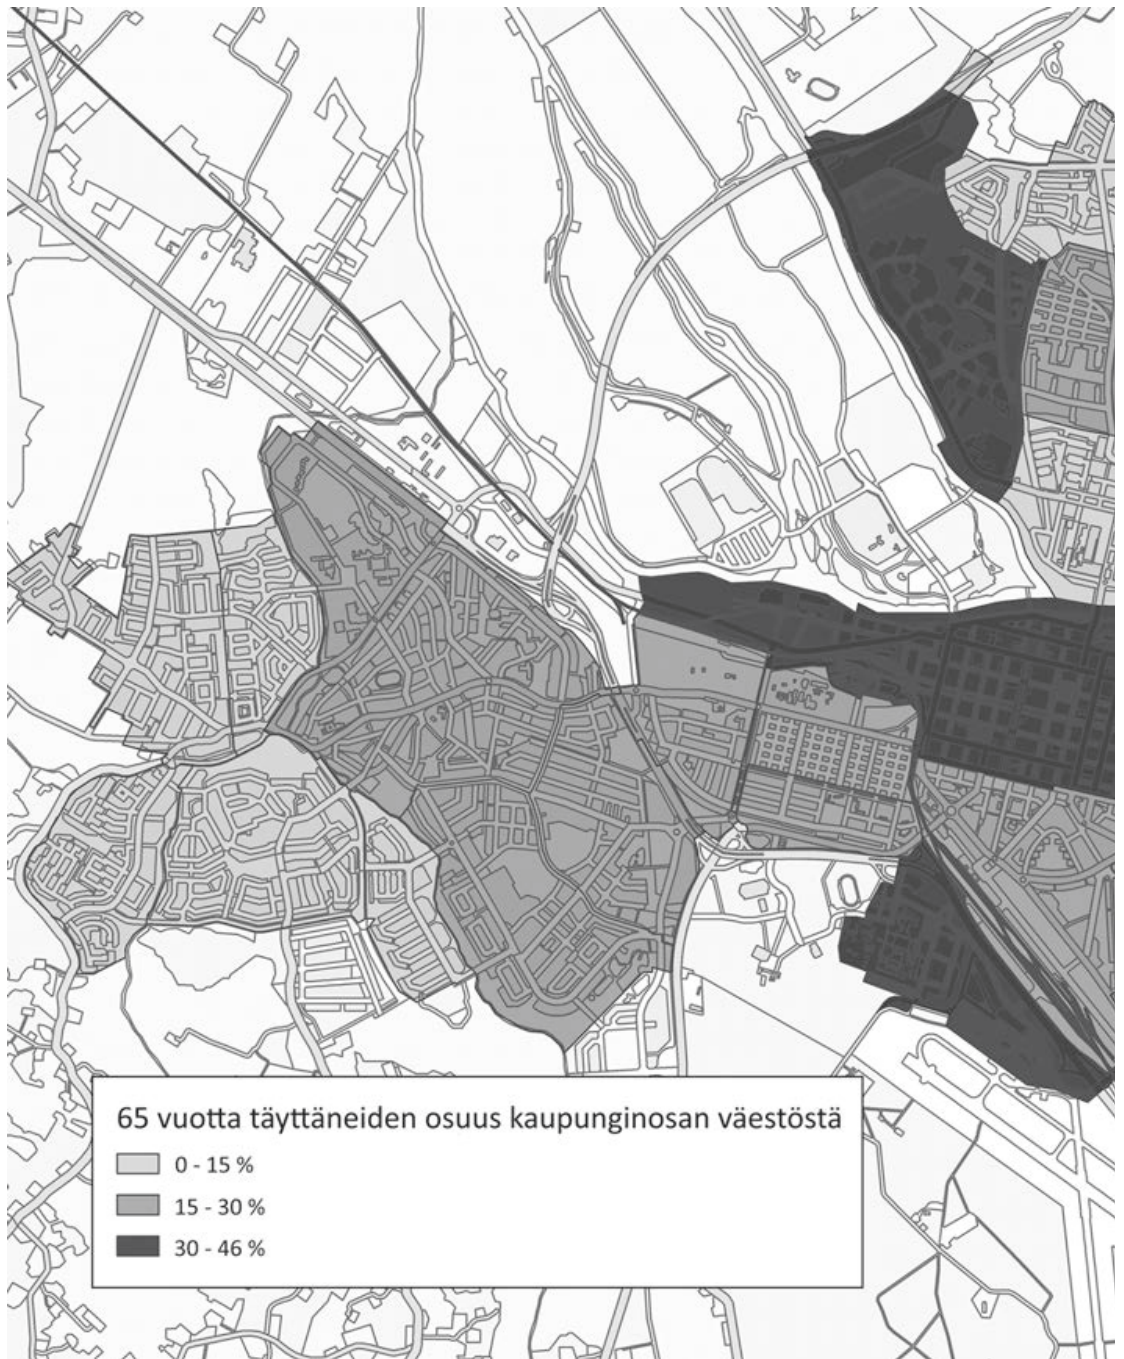 65 vuotta täyttäneiden osuus kaupunginosan väestöstä
0 - 15 %
15 - 30 %
30 - 46 %